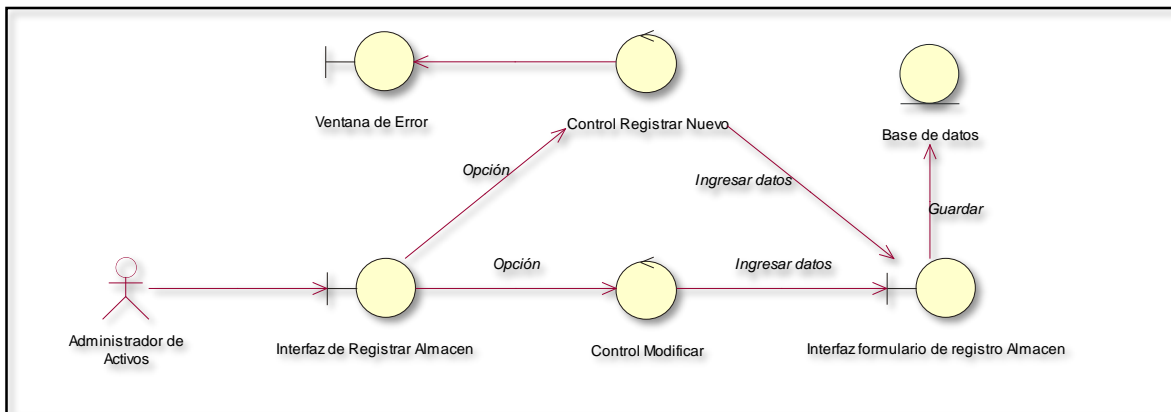 Ventana de Error
Control Registrar Nuevo
Base de datos
Opción
Ingresar datos
Guardar
Opción
Ingresar datos
Administrador de
Activos
Interfaz de Registrar Almacen
Control Modificar
Interfaz formulario de registro Almacen